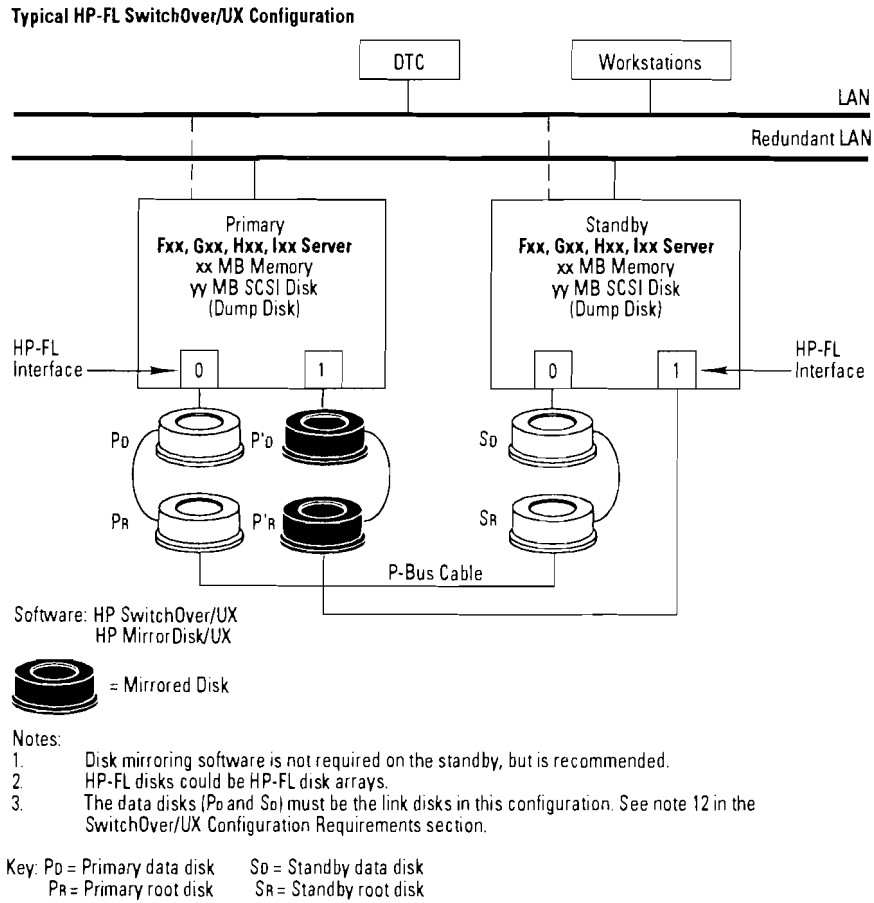 Typical HP-FL SwitchOver/UX Configuration
DTC
Workstations
LAN
Redundant LAN
Primary
Fxx, Gxx, Hxx, Ixx Server
xx MB Memory
yy MB SCSI Disk
(Dump Disk)
Standby
Fxx, Gxx, Hxx, Ixx Server
xx MB Memory
yy MB SCSI Disk
(Dump Disk)
HP-FL
Interface
0
1
0
1
HP-FL
Interface
PD
P'D
SD
PR
P'R
SR
P-Bus Cable
Software: HP SwitchOver/UX
HP MirrorDisk/UX
= Mirrored Disk
Notes:
1. Disk mirroring software is not required on the standby, but is recommended.
2. HP-FL disks could be HP-FL disk arrays.
3. The data disks (PD and SD) must be the link disks in this configuration. See note 12 in the
SwitchOver/UX Configuration Requirements section.
Key: PD = Primary data disk SD = Standby data disk
PR = Primary root disk SR = Standby root disk